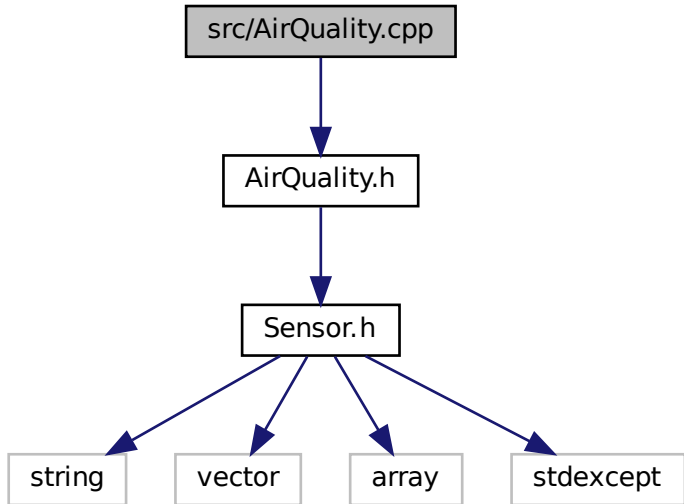 src/AirQuality.cpp
AirQuality.h
Sensor.h
string
vector
array
stdexcept